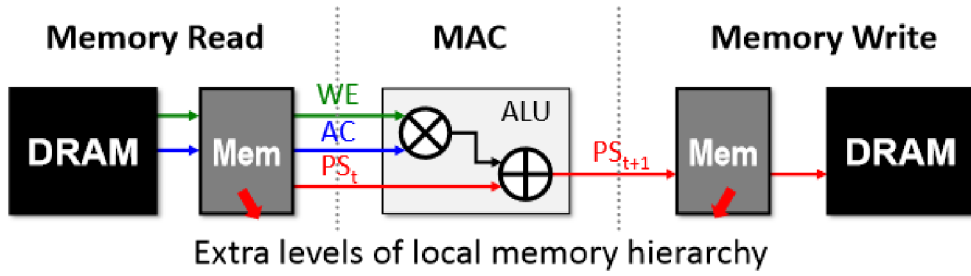 Memory Read
MAC
Memory Write
DRAM
Mem
WE
AC
PSt
ALU
PSt+1
Mem
DRAM
Extra levels of local memory hierarchy